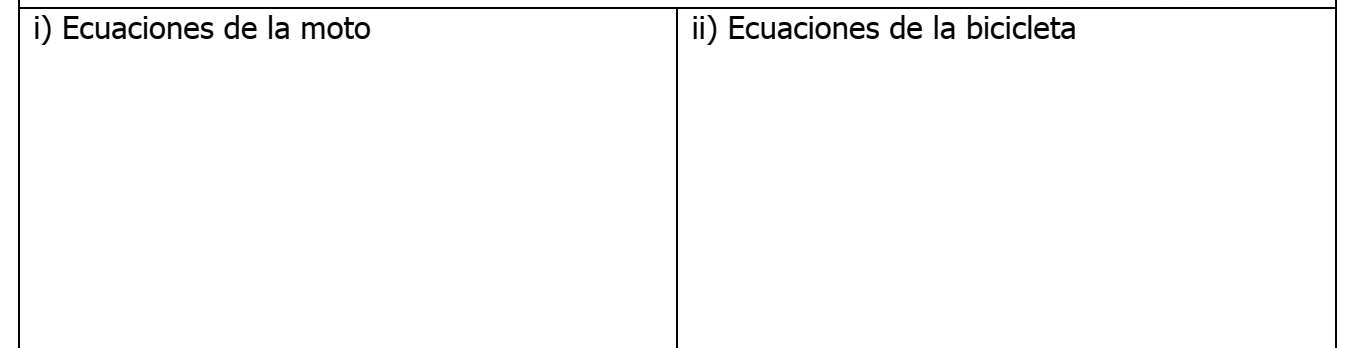 i) Ecuaciones de la moto
ii) Ecuaciones de la bicicleta